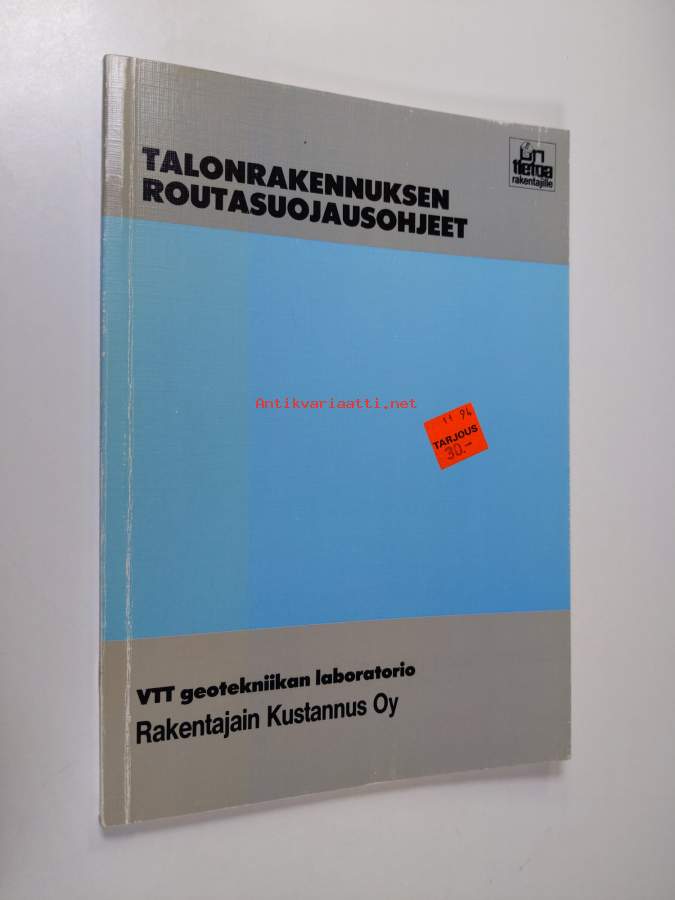 TALONRAKENNUKSEN
ROUTASUOJAUSOHJEET
tietoa
rakentajille
Antikvariaatti.net
11 94
TARJOUS
30.-
VTT geotekniikan laboratorio
Rakentajain Kustannus Oy